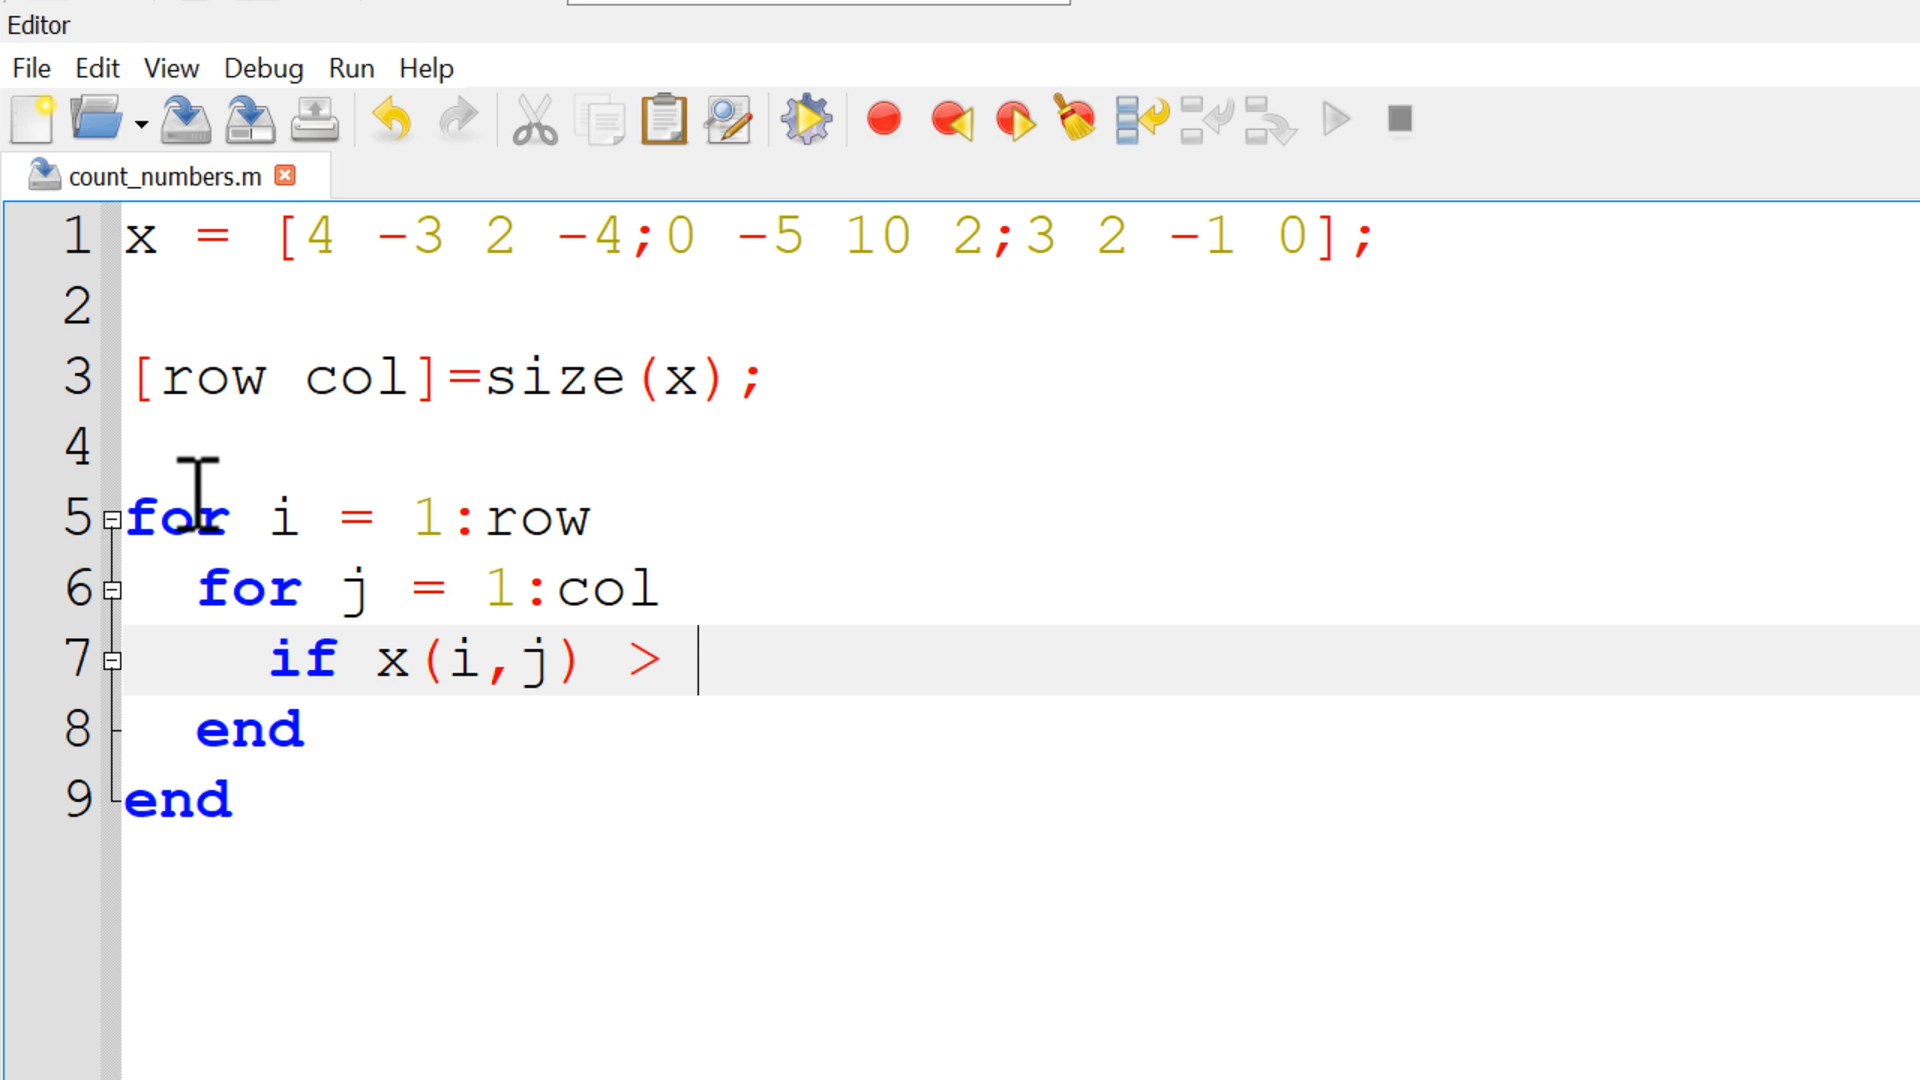 Editor
File Edit View Debug Run Help
count_numbers.m
1 x = [4 -3 2 -4;0 -5 10 2;3 2 -1 0];
2
3 [row col]=size(x);
4
5 for i = 1:row
6 for j = 1:col
7 if x(i,j) >
8 end
9 end